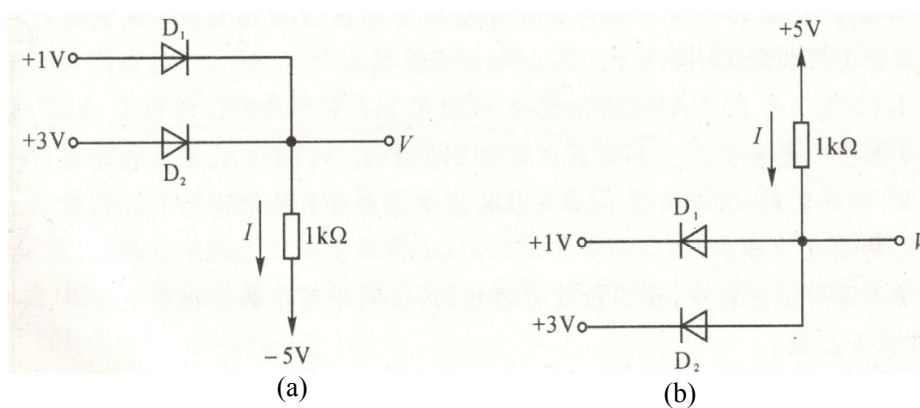 +1V
D₁
+3V
D₂
V
I
1kΩ
−5V
(a)
+5V
I
1kΩ
D₁
+1V
+3V
D₂
(b)